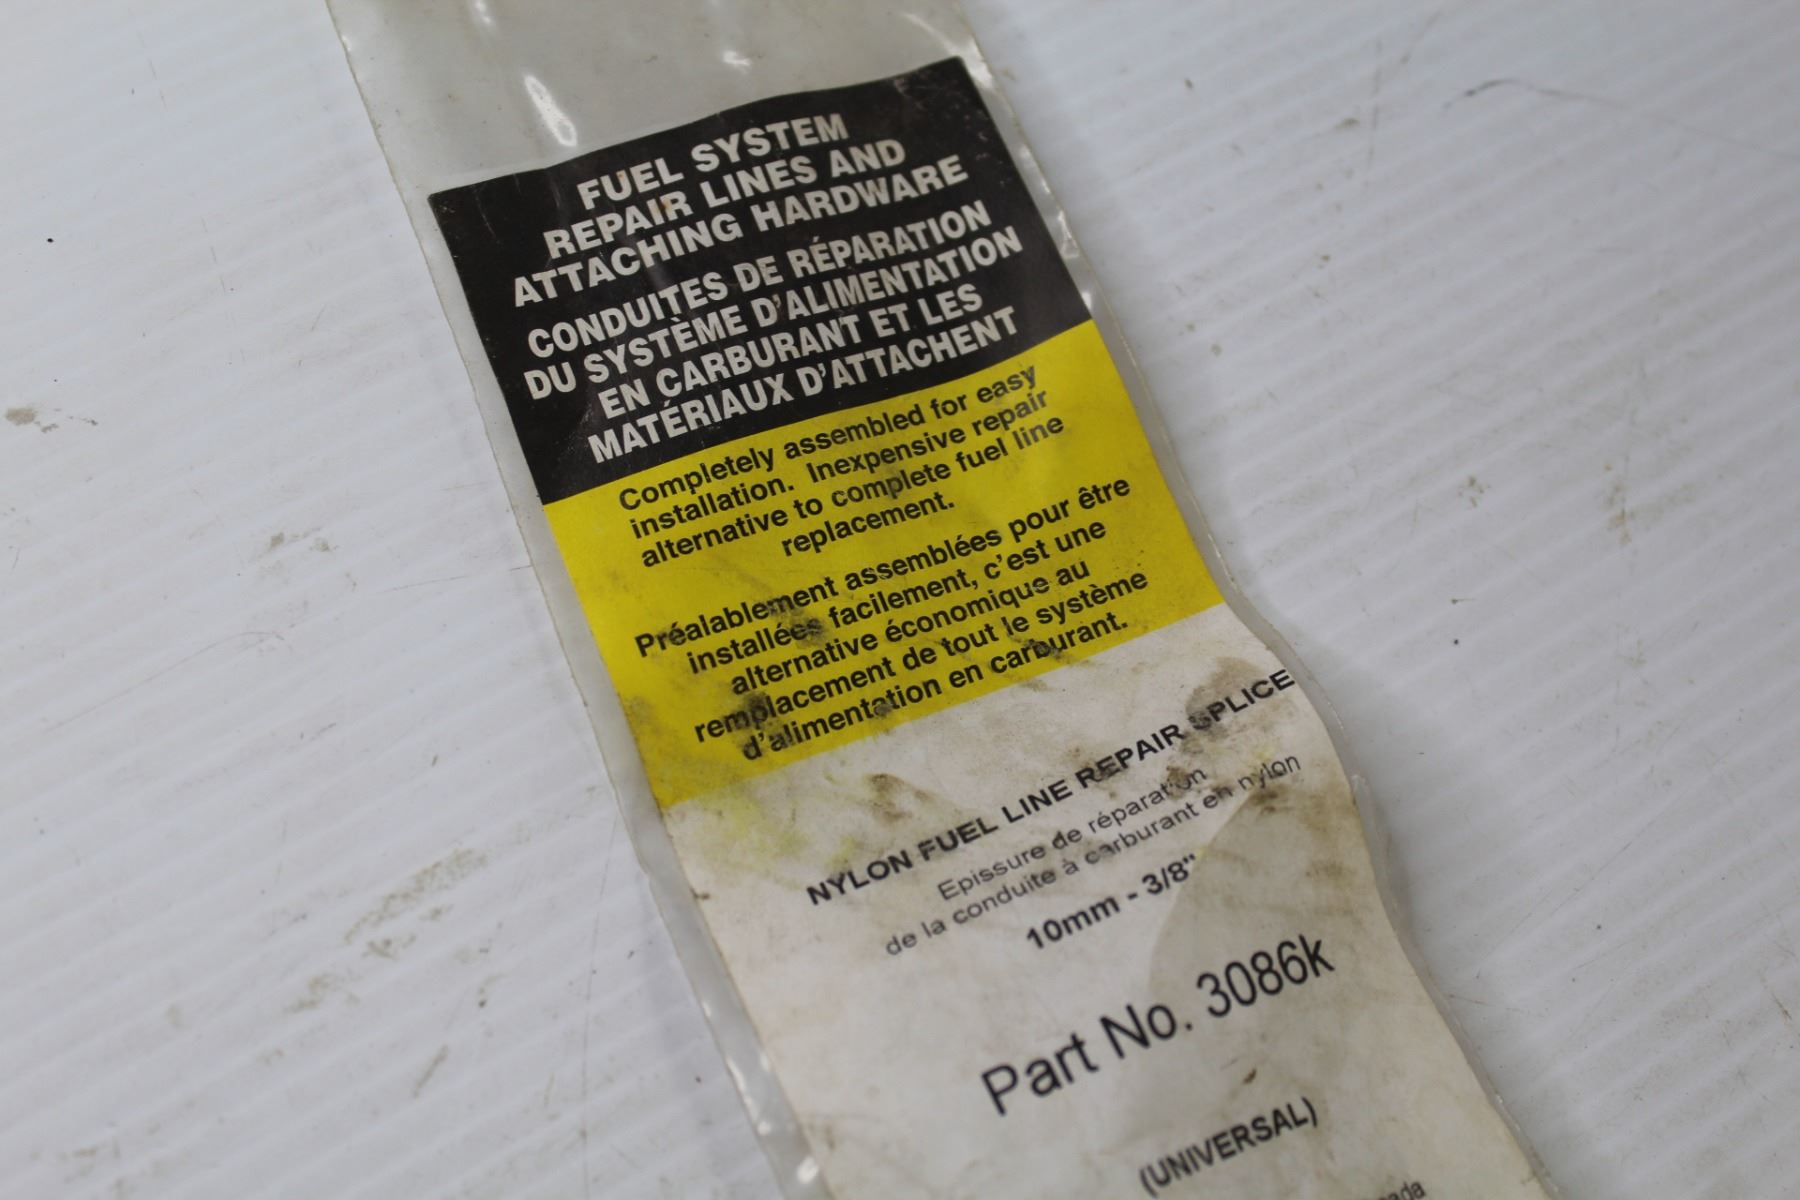 FUEL SYSTEM
REPAIR LINES AND
ATTACHING HARDWARE
CONDUITES DE RÉPARATION
DU SYSTÈME D'ALIMENTATION
EN CARBURANT ET LES
MATÉRIAUX D'ATTACHENT
Completely assembled for easy
installation. Inexpensive repair
alternative to complete fuel line
replacement.
Préalablement assemblées pour être
installées facilement, c'est une
alternative économique au
remplacement de tout le système
d'alimentation en carburant.
NYLON FUEL LINE REPAIR SPLICE
Epissure de réparation
de la conduite à carburant en nylon
10mm - 3/8"
Part No. 3086k
(UNIVERSAL)